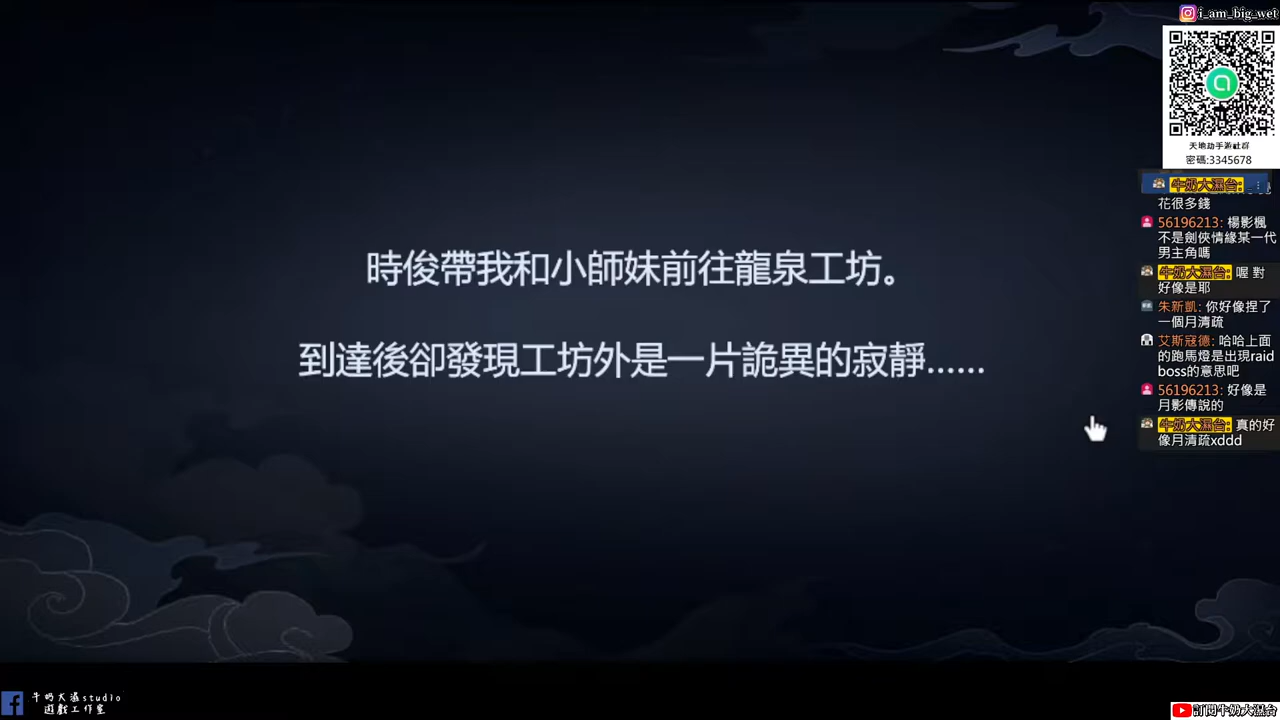 i_am_big_wet
天地劫手游社群
密碼:3345678
牛奶大濕台:
花很多錢
56196213: 楊影楓
不是劍俠情緣某一代
男主角嗎
牛奶大濕台: 喔 對
好像是耶
朱新凱: 你好像捏了
一個月清疏
艾斯寇德: 哈哈上面
的跑馬燈是出現raid
boss的意思吧
56196213: 好像是
月影傳說的
牛奶大濕台: 真的好
像月清疏xddd
時俊帶我和小師妹前往龍泉工坊。
到達後卻發現工坊外是一片詭異的寂靜……
牛奶大濕studio
遊戲工作室
訂閱牛奶大濕台